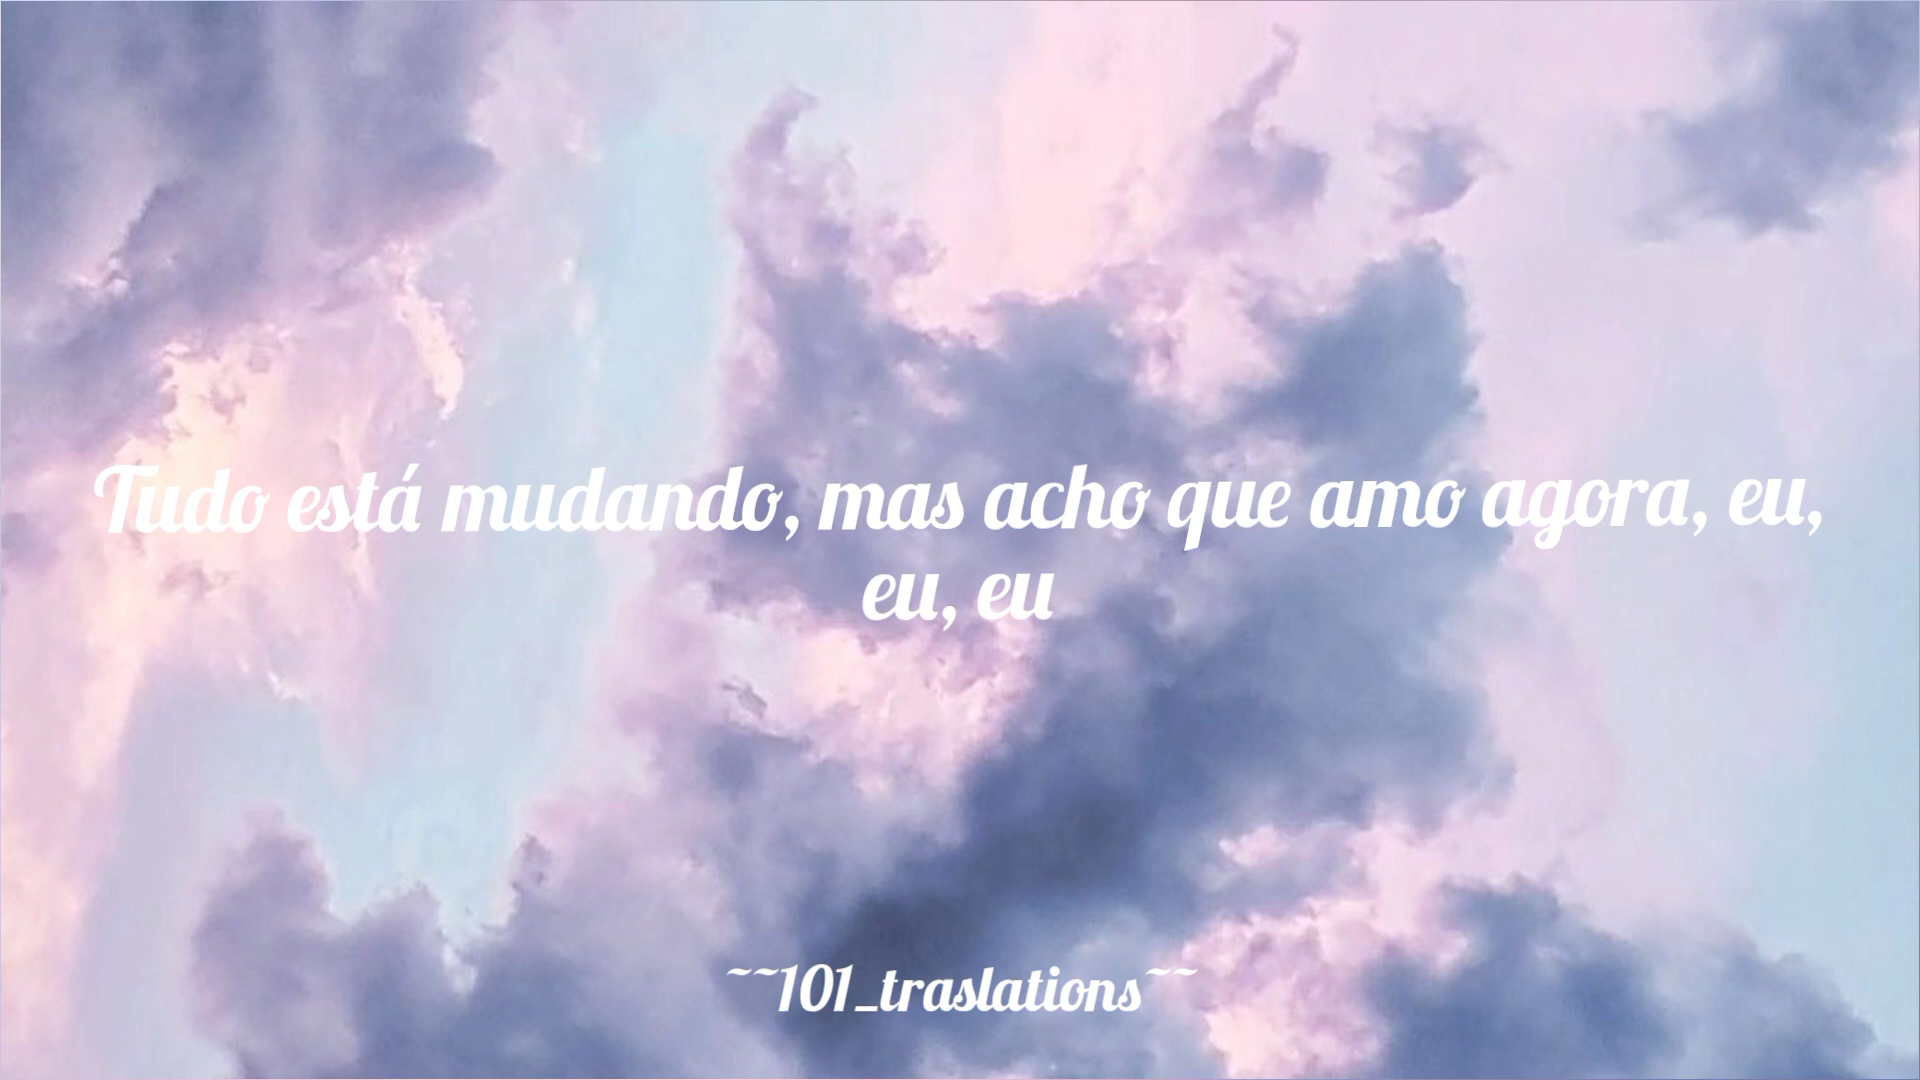 Tudo está mudando, mas acho que amo agora, eu,
eu, eu
~~101_traslations~~